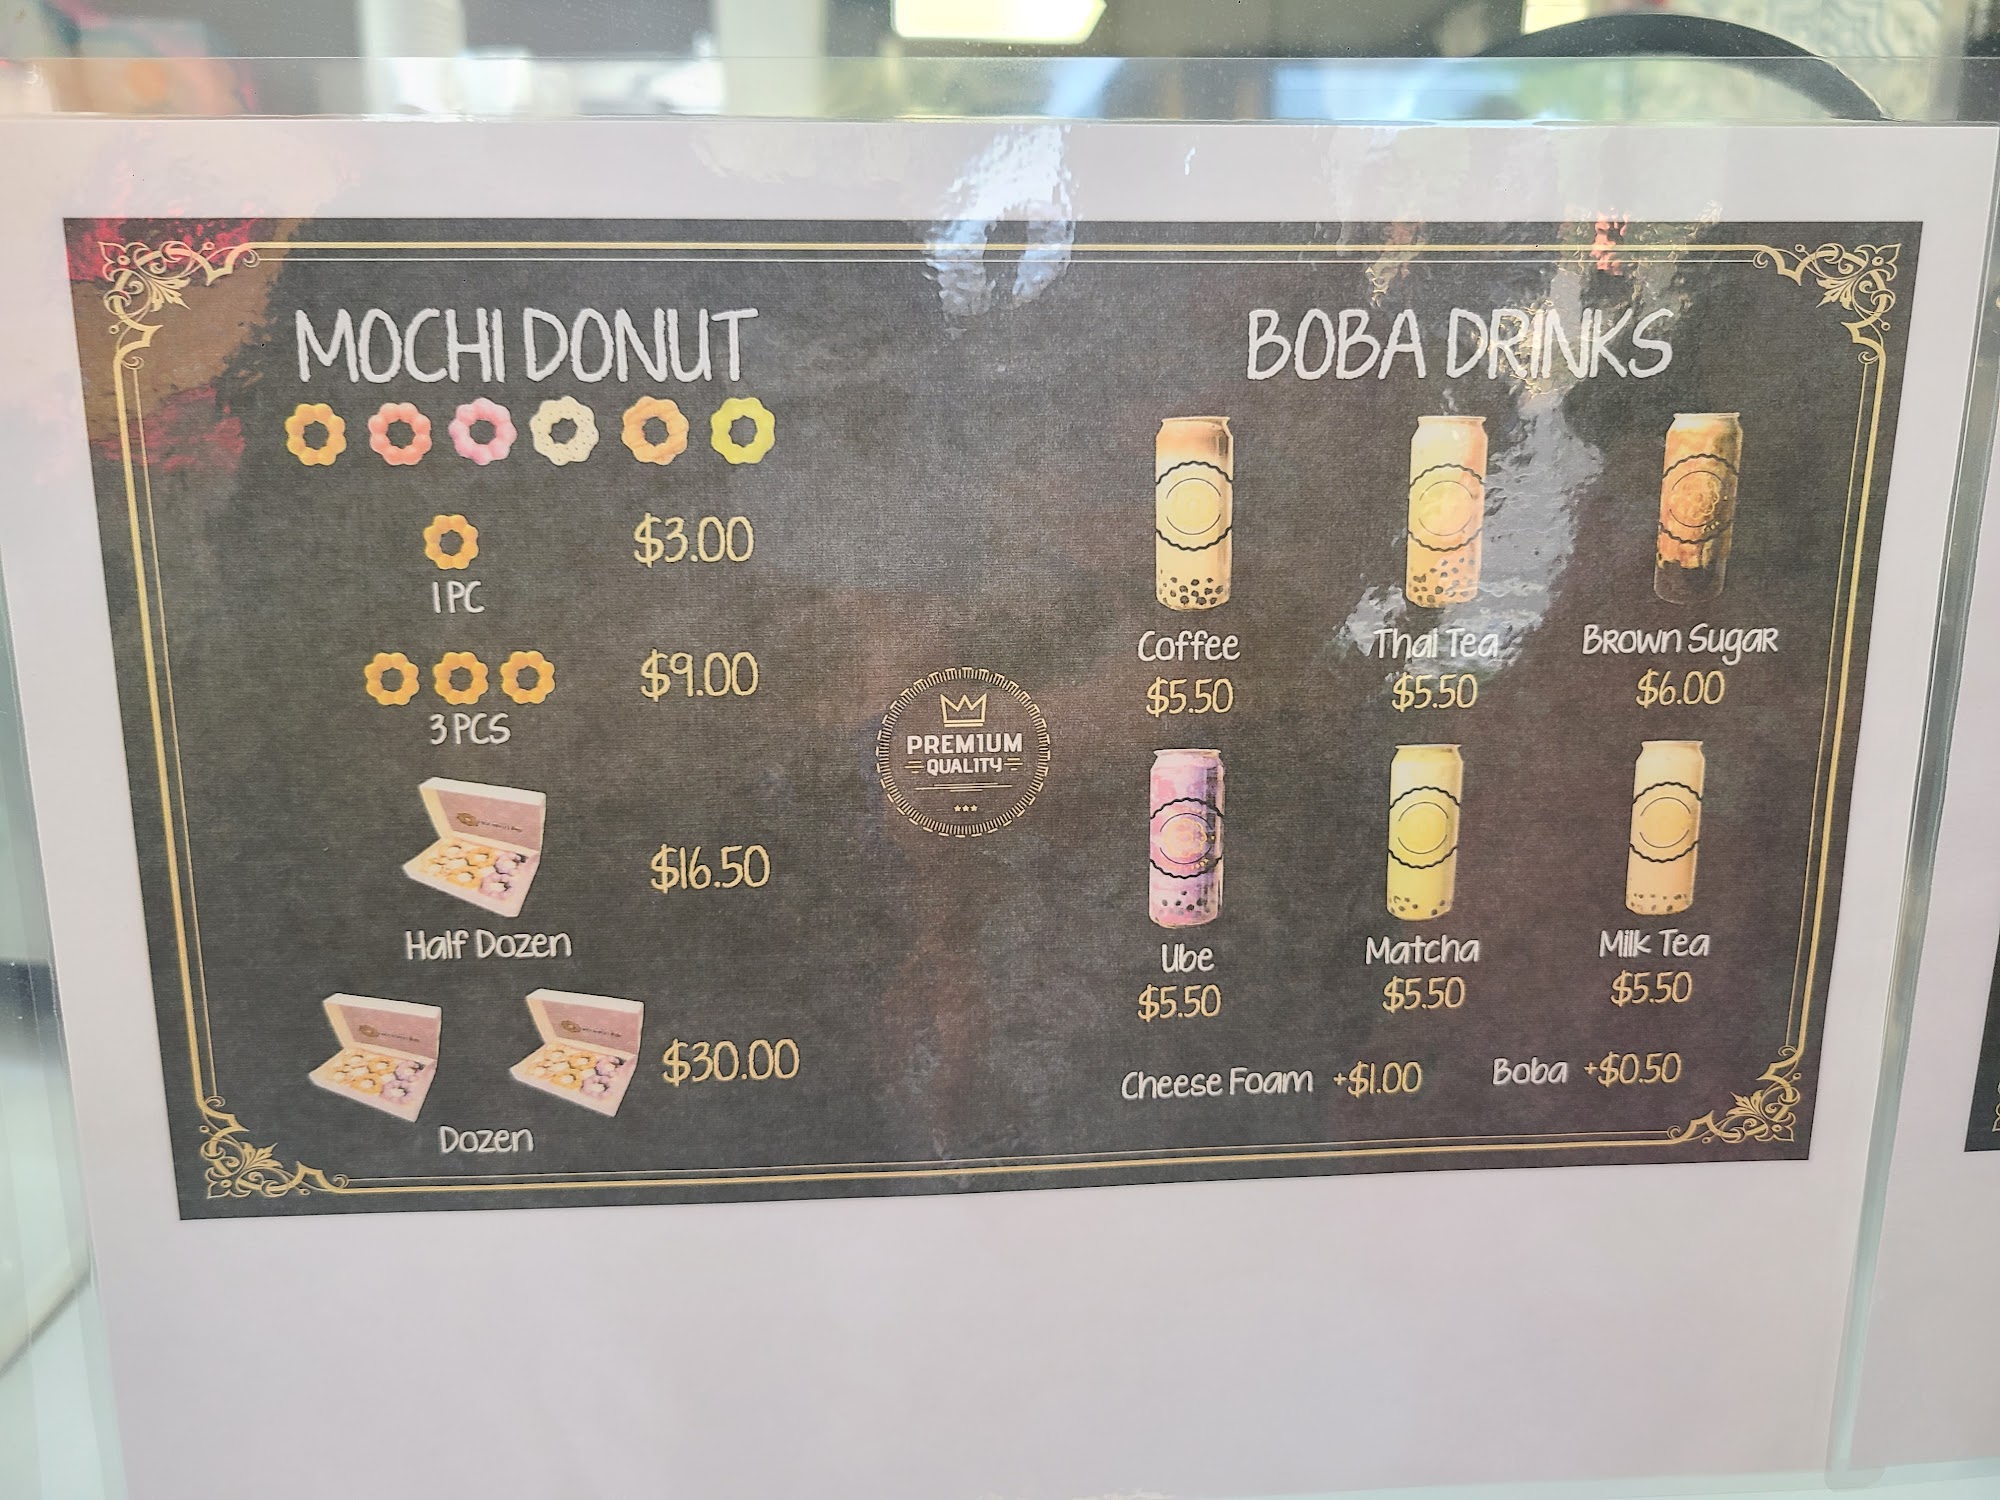 MOCHI DONUT
1 PC $3.00
3 PCS $9.00
Half Dozen $16.50
Dozen $30.00
PREMIUM
QUALITY
BOBA DRINKS
Coffee Thai Tea Brown Sugar
$5.50 $5.50 $6.00
Ube Matcha Milk Tea
$5.50 $5.50 $5.50
Cheese Foam +$1.00 Boba +$0.50